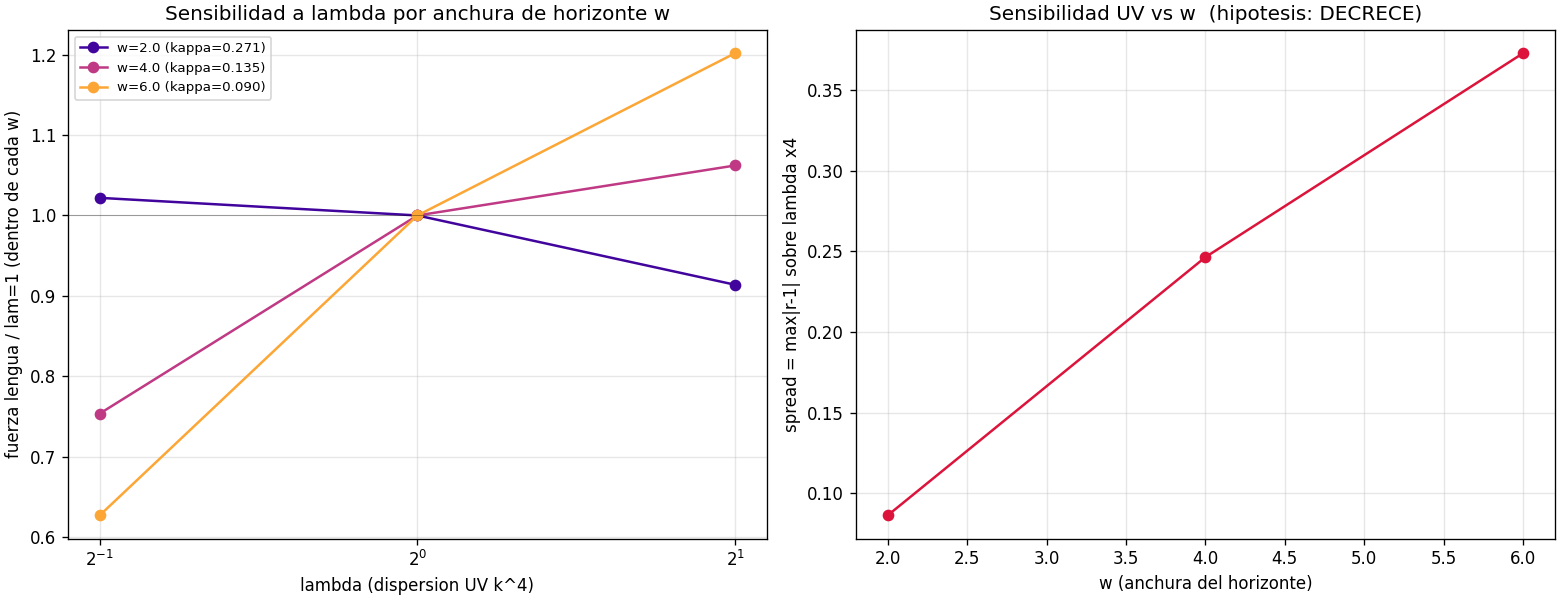 Sensibilidad a lambda por anchura de horizonte w
fuerza lengua / lam=1 (dentro de cada w)
1.2
1.1
1.0
0.9
0.8
0.7
0.6
w=2.0 (kappa=0.271)
w=4.0 (kappa=0.135)
w=6.0 (kappa=0.090)
2⁻¹
2⁰
2¹
lambda (dispersion UV k^4)
Sensibilidad UV vs w  (hipotesis: DECRECE)
spread = max|r-1| sobre lambda x4
0.35
0.30
0.25
0.20
0.15
0.10
2.0
2.5
3.0
3.5
4.0
4.5
5.0
5.5
6.0
w (anchura del horizonte)